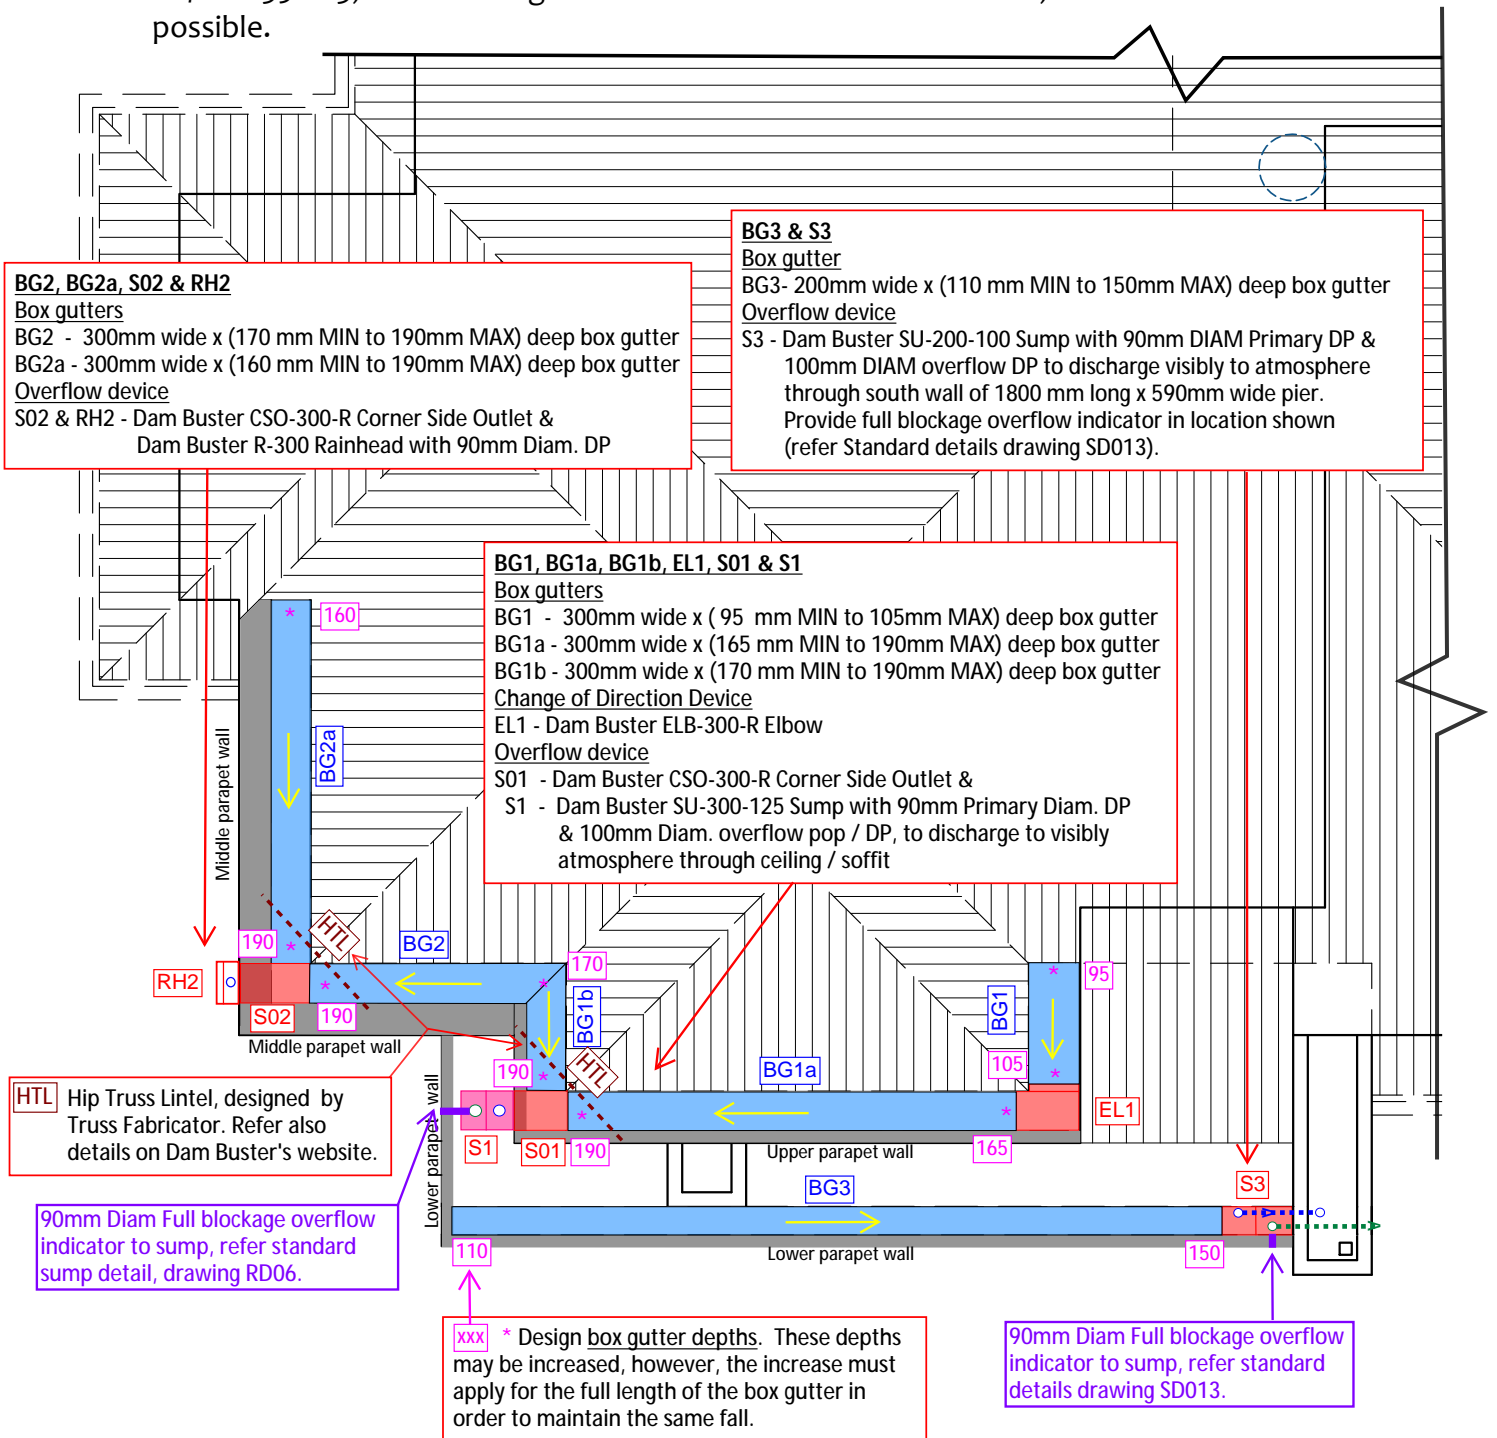 possible.
BG3 & S3
Box gutter
BG3- 200mm wide x (110 mm MIN to 150mm MAX) deep box gutter
Overflow device
S3 - Dam Buster SU-200-100 Sump with 90mm DIAM Primary DP &
100mm DIAM overflow DP to discharge visibly to atmosphere
through south wall of 1800 mm long x 590mm wide pier.
Provide full blockage overflow indicator in location shown
(refer Standard details drawing SD013).
BG2, BG2a, S02 & RH2
Box gutters
BG2 - 300mm wide x (170 mm MIN to 190mm MAX) deep box gutter
BG2a - 300mm wide x (160 mm MIN to 190mm MAX) deep box gutter
Overflow device
S02 & RH2 - Dam Buster CSO-300-R Corner Side Outlet &
Dam Buster R-300 Rainhead with 90mm Diam. DP
BG1, BG1a, BG1b, EL1, S01 & S1
Box gutters
BG1 - 300mm wide x ( 95 mm MIN to 105mm MAX) deep box gutter
BG1a - 300mm wide x (165 mm MIN to 190mm MAX) deep box gutter
BG1b - 300mm wide x (170 mm MIN to 190mm MAX) deep box gutter
Change of Direction Device
EL1 - Dam Buster ELB-300-R Elbow
Overflow device
S01 - Dam Buster CSO-300-R Corner Side Outlet &
S1 - Dam Buster SU-300-125 Sump with 90mm Primary Diam. DP
& 100mm Diam. overflow pop / DP, to discharge to visibly
atmosphere through ceiling / soffit
* 160
BG2a
Middle parapet wall
190 *
HTL
BG2
170
*
* 95
RH2
S02
* 190
BG1b
BG1
Middle parapet wall
190 *
HTL
105 *
BG1a
EL1
S1
S01
* 190
* 165
Upper parapet wall
Lower parapet wall
HTL Hip Truss Lintel, designed by
Truss Fabricator. Refer also
details on Dam Buster's website.
BG3
S3
110
150
Lower parapet wall
90mm Diam Full blockage overflow
indicator to sump, refer standard
sump detail, drawing RD06.
xxx * Design box gutter depths. These depths
may be increased, however, the increase must
apply for the full length of the box gutter in
order to maintain the same fall.
90mm Diam Full blockage overflow
indicator to sump, refer standard
details drawing SD013.